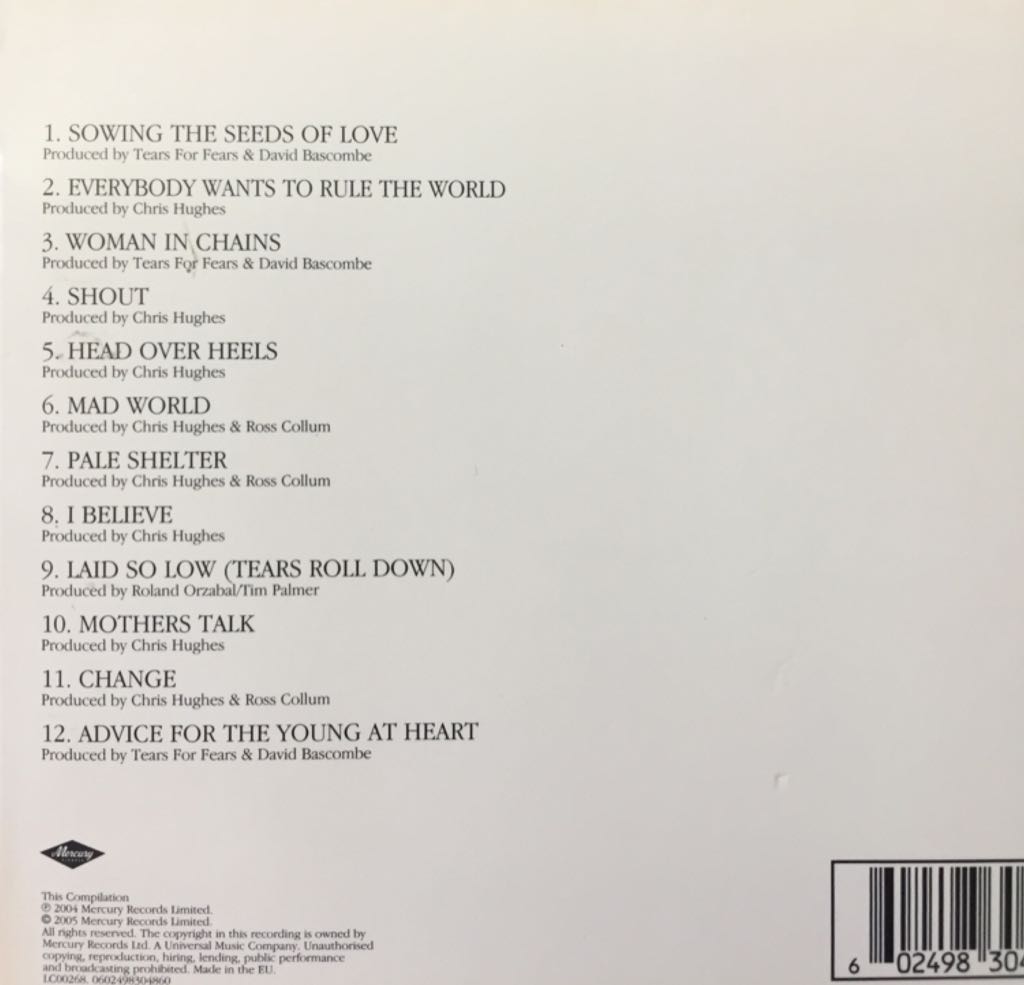 1. SOWING THE SEEDS OF LOVE
Produced by Tears For Fears & David Bascombe
2. EVERYBODY WANTS TO RULE THE WORLD
Produced by Chris Hughes
3. WOMAN IN CHAINS
Produced by Tears For Fears & David Bascombe
4. SHOUT
Produced by Chris Hughes
5. HEAD OVER HEELS
Produced by Chris Hughes
6. MAD WORLD
Produced by Chris Hughes & Ross Collum
7. PALE SHELTER
Produced by Chris Hughes & Ross Collum
8. I BELIEVE
Produced by Chris Hughes
9. LAID SO LOW (TEARS ROLL DOWN)
Produced by Roland Orzabal/Tim Palmer
10. MOTHERS TALK
Produced by Chris Hughes
11. CHANGE
Produced by Chris Hughes & Ross Collum
12. ADVICE FOR THE YOUNG AT HEART
Produced by Tears For Fears & David Bascombe
Mercury
This Compilation
℗ 2004 Mercury Records Limited.
© 2005 Mercury Records Limited.
All rights reserved. The copyright in this recording is owned by
Mercury Records Ltd. A Universal Music Company. Unauthorised
copying, reproduction, hiring, lending, public performance
and broadcasting prohibited. Made in the EU.
LC00268. 0602498304860
6 02498 304